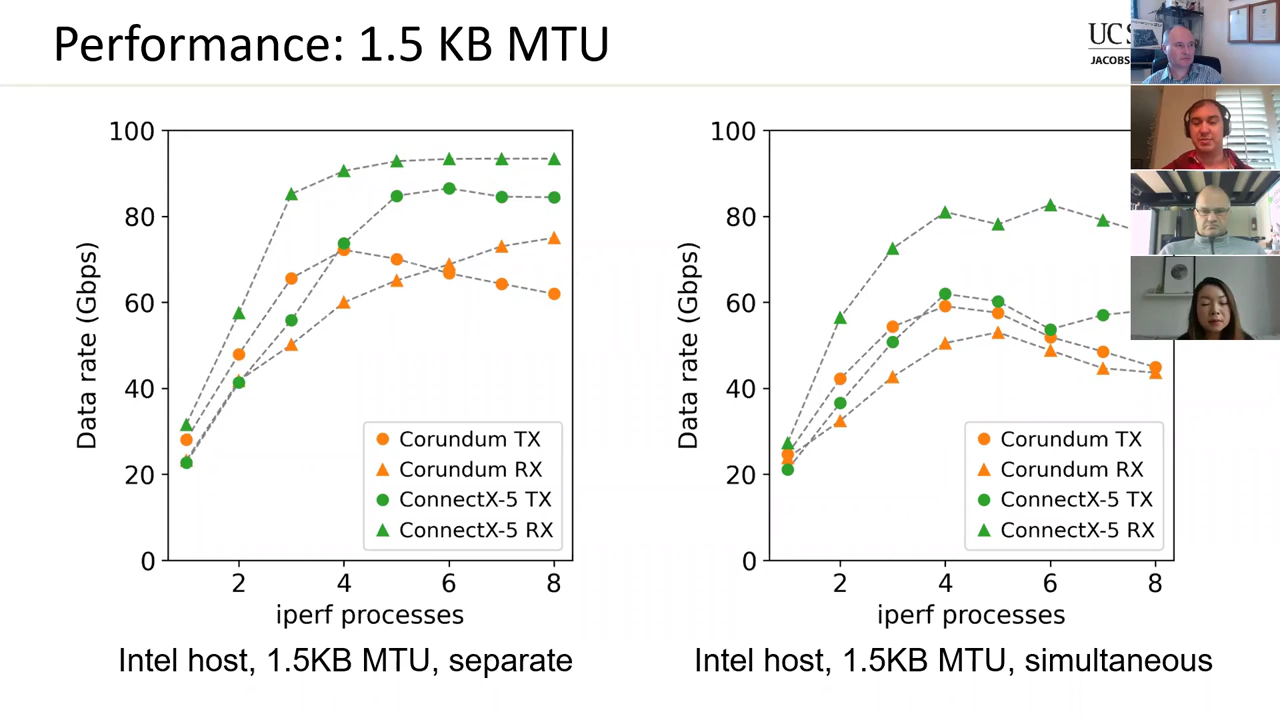 Performance: 1.5 KB MTU
UC S
JACOBS
100
80
60
40
20
0
Data rate (Gbps)
2 4 6 8
iperf processes
Corundum TX
Corundum RX
ConnectX-5 TX
ConnectX-5 RX
Intel host, 1.5KB MTU, separate
100
80
60
40
20
0
Data rate (Gbps)
2 4 6 8
iperf processes
Corundum TX
Corundum RX
ConnectX-5 TX
ConnectX-5 RX
Intel host, 1.5KB MTU, simultaneous